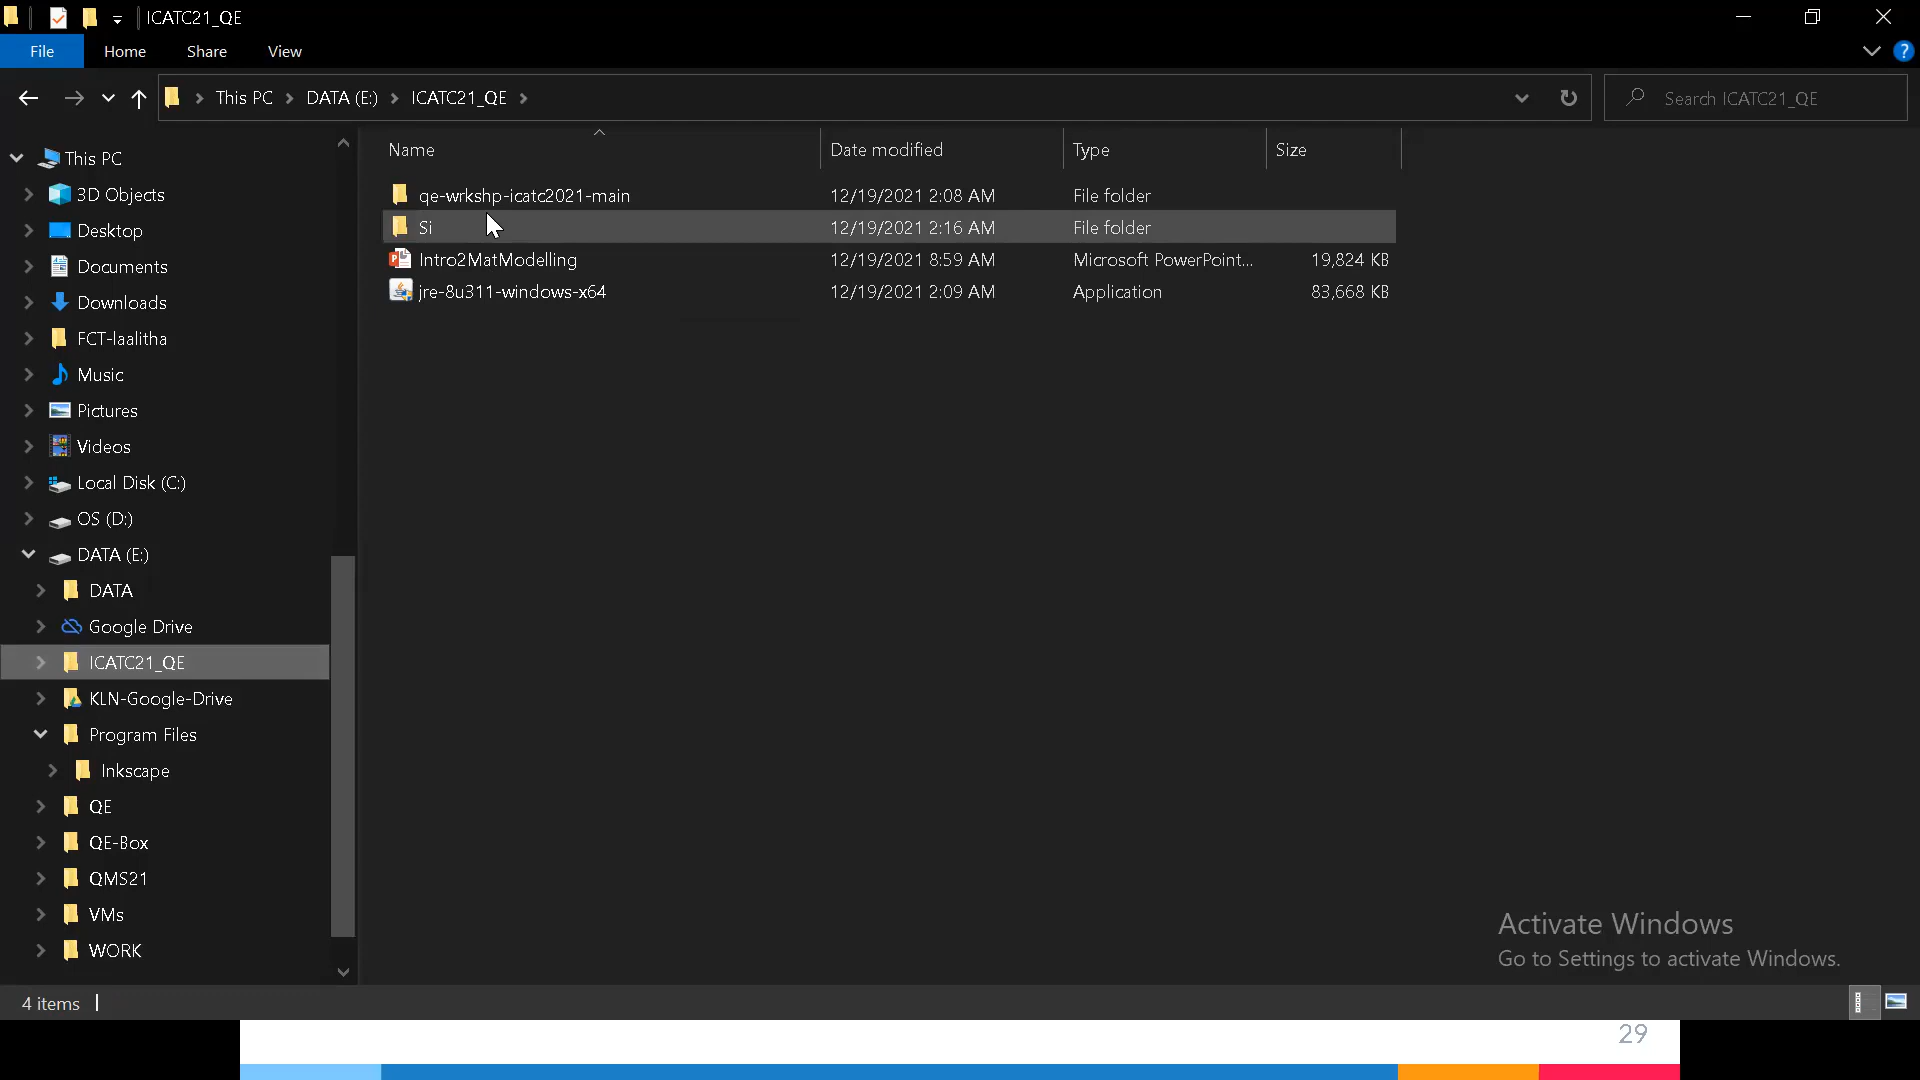 ICATC21_QE
File Home Share View
This PC DATA (E:) ICATC21_QE
Search ICATC21_QE
Name Date modified Type Size
qe-wrkshp-icatc2021-main 12/19/2021 2:08 AM File folder
Si 12/19/2021 2:16 AM File folder
Intro2MatModelling 12/19/2021 8:59 AM Microsoft PowerPoint... 19,824 KB
jre-8u311-windows-x64 12/19/2021 2:09 AM Application 83,668 KB
This PC
3D Objects
Desktop
Documents
Downloads
FCT-laalitha
Music
Pictures
Videos
Local Disk (C:)
OS (D:)
DATA (E:)
DATA
Google Drive
ICATC21_QE
KLN-Google-Drive
Program Files
Inkscape
QE
QE-Box
QMS21
VMs
WORK
Activate Windows
Go to Settings to activate Windows.
4 items
29